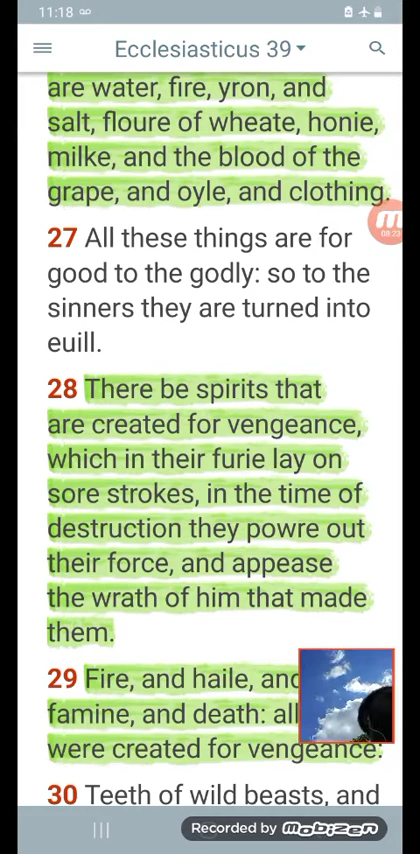 11:18
Ecclesiasticus 39
are water, fire, yron, and
salt, floure of wheate, honie,
milke, and the blood of the
grape, and oyle, and clothing.
08:23
27 All these things are for
good to the godly: so to the
sinners they are turned into
euill.
28 There be spirits that
are created for vengeance,
which in their furie lay on
sore strokes, in the time of
destruction they powre out
their force, and appease
the wrath of him that made
them.
29 Fire, and haile, and
famine, and death: all
were created for vengeance:
30 Teeth of wild beasts, and
Recorded by mobizen